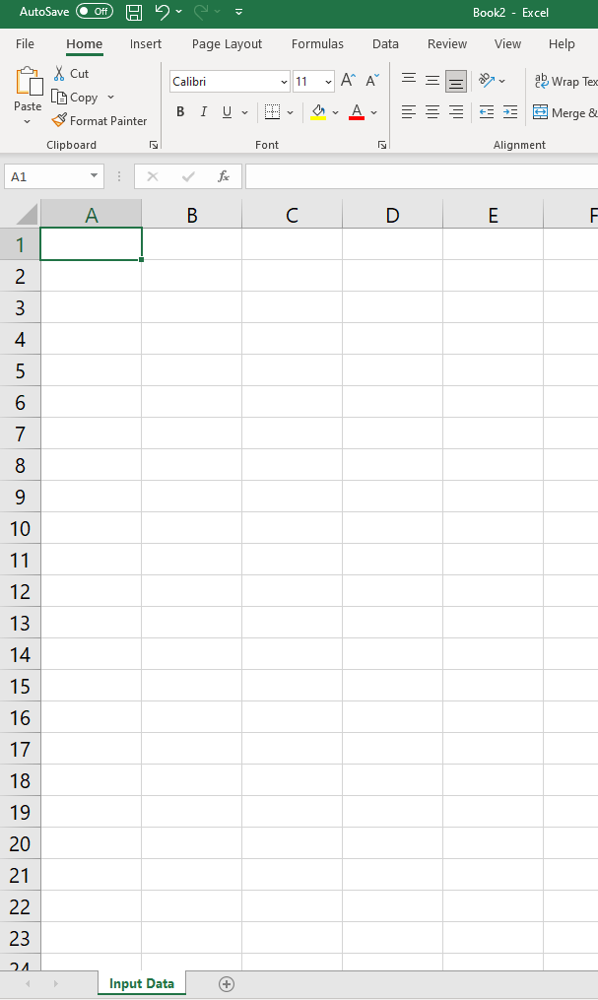 AutoSave Off Book2 - Excel
File Home Insert Page Layout Formulas Data Review View Help
Paste
Cut
Copy
Format Painter
Calibri 11 A A ab Wrap Tex
B I U A Merge &
Clipboard Font Alignment
A1 fx
A B C D E F
1
2
3
4
5
6
7
8
9
10
11
12
13
14
15
16
17
18
19
20
21
22
23
24
Input Data